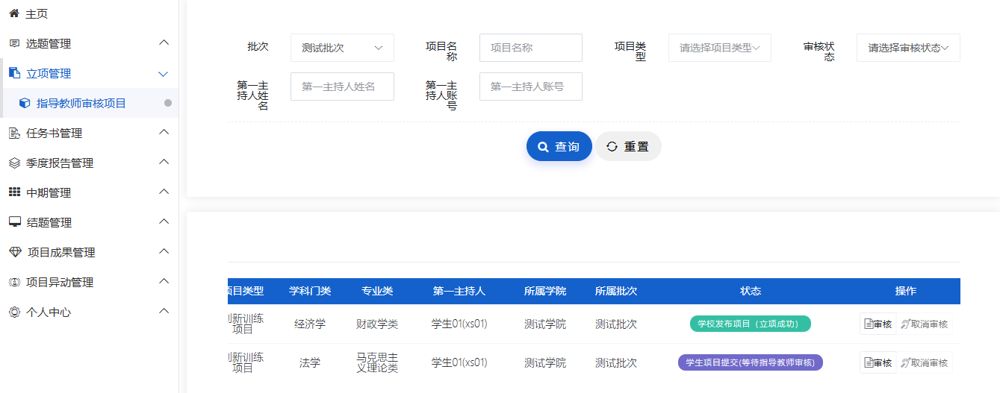 主页
选题管理
立项管理
指导教师审核项目
任务书管理
季度报告管理
中期管理
结题管理
项目成果管理
项目异动管理
个人中心
批次
测试批次
项目名
称
项目名称
项目类
型
请选择项目类型
审核状
态
请选择审核状态
第一主
持人姓
名
第一主持人姓名
第一主
持人账
号
第一主持人账号
查询
重置
项目类型 学科门类 专业类 第一主持人 所属学院 所属批次 状态 操作
创新训练
项目
经济学 财政学类 学生01(xs01) 测试学院 测试批次 学校发布项目（立项成功） 审核 取消审核
创新训练
项目
法学
马克思主
义理论类
学生01(xs01) 测试学院 测试批次 学生项目提交(等待指导教师审核) 审核 取消审核